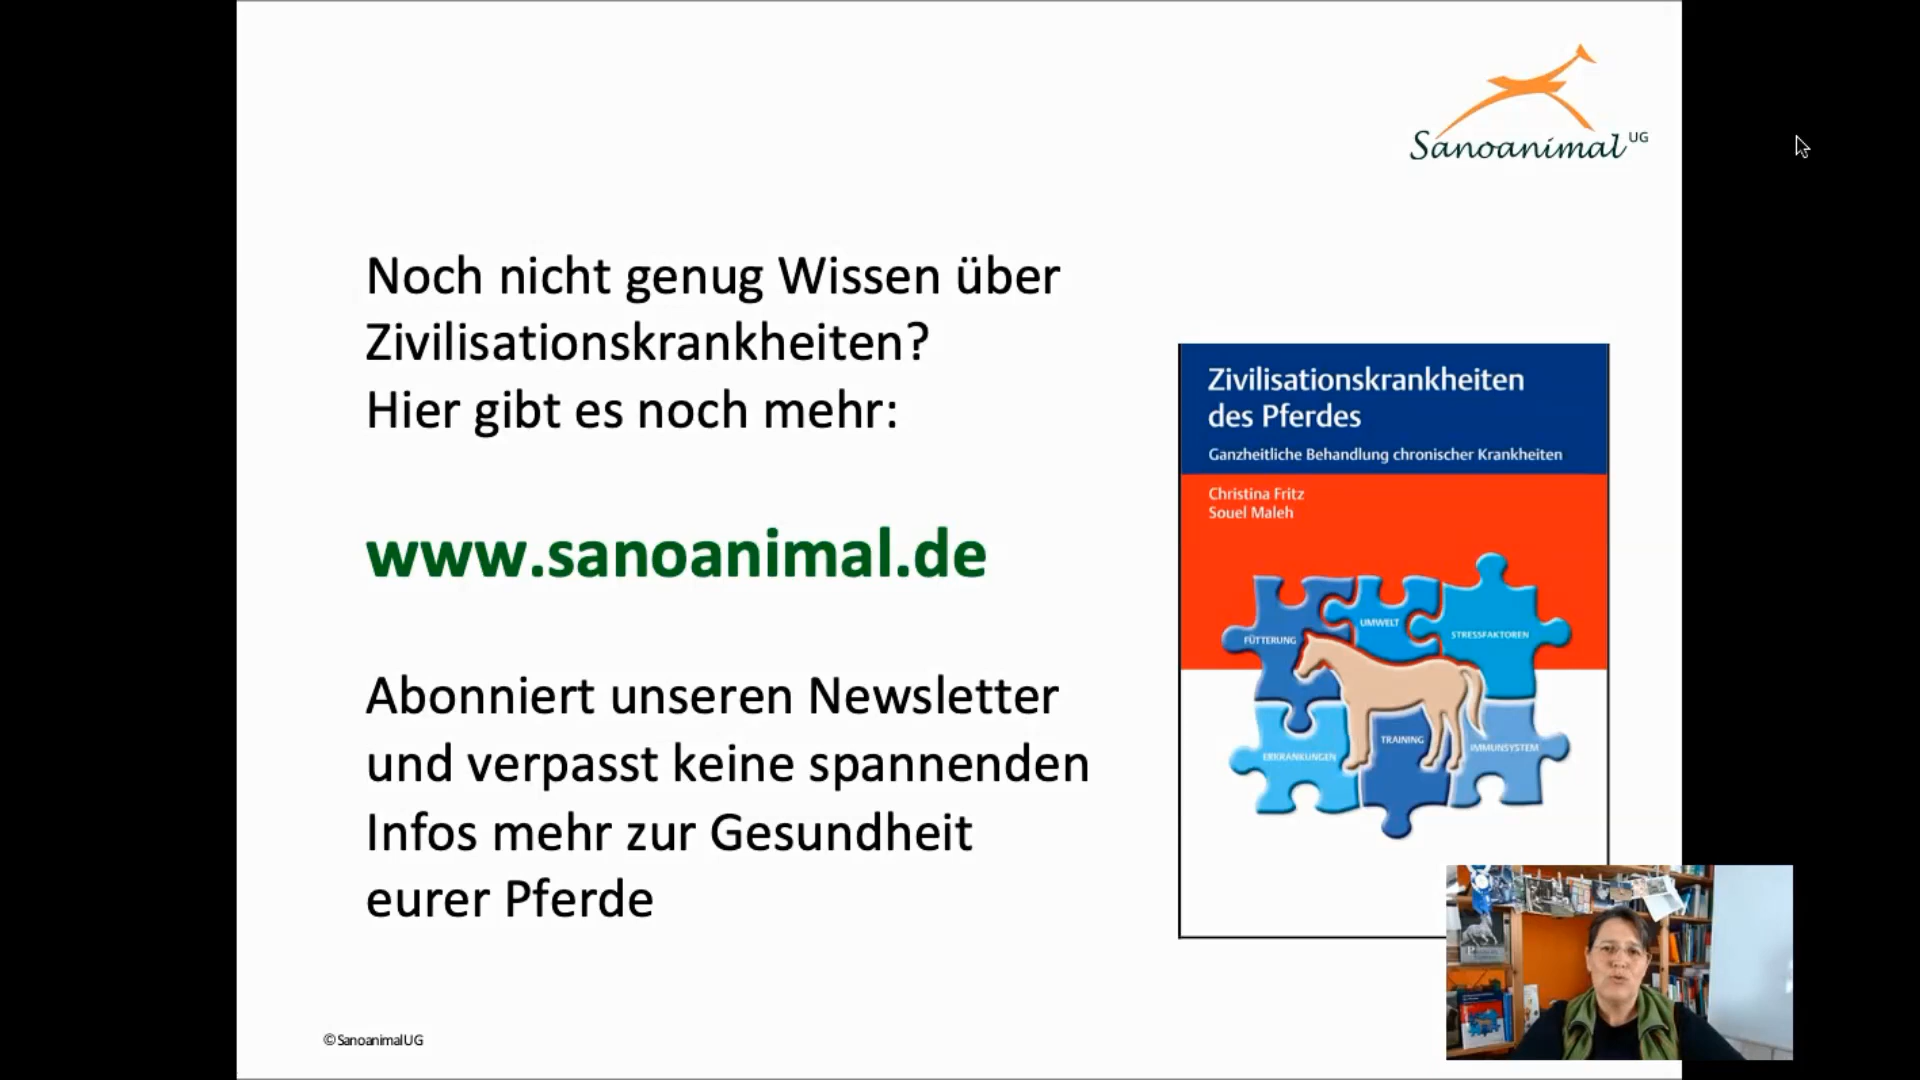 Sanoanimal UG
Noch nicht genug Wissen über
Zivilisationskrankheiten?
Hier gibt es noch mehr:
www.sanoanimal.de
Abonniert unseren Newsletter
und verpasst keine spannenden
Infos mehr zur Gesundheit
eurer Pferde
Zivilisationskrankheiten
des Pferdes
Ganzheitliche Behandlung chronischer Krankheiten
Christina Fritz
Souel Maleh
FÜTTERUNG
UMWELT
STRESSFAKTOREN
ERKRANKUNGEN
TRAINING
IMMUNSYSTEM
©Sanoanimal UG